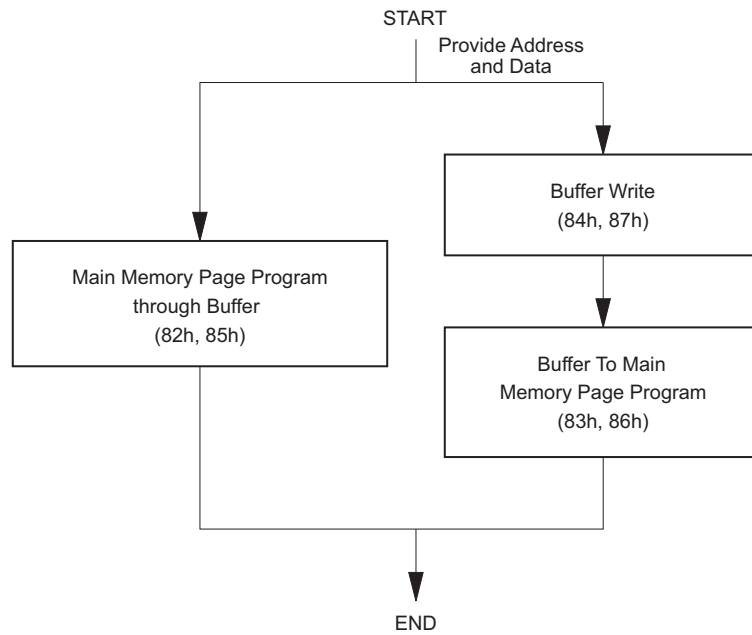 START
Provide Address
and Data
Buffer Write
(84h, 87h)
Main Memory Page Program
through Buffer
(82h, 85h)
Buffer To Main
Memory Page Program
(83h, 86h)
END